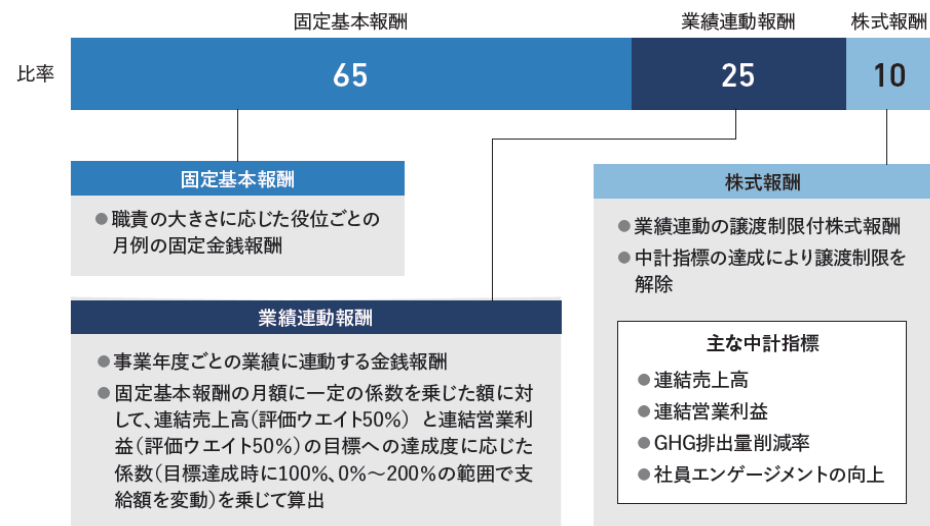 固定基本報酬 業績連動報酬 株式報酬
比率 65 25 10
固定基本報酬
●職責の大きさに応じた役位ごとの
月例の固定金銭報酬
業績連動報酬
●事業年度ごとの業績に連動する金銭報酬
●固定基本報酬の月額に一定の係数を乗じた額に対
して、連結売上高（評価ウエイト50%） と連結営業利
益（評価ウエイト50%）の目標への達成度に応じた
係数（目標達成時に100%、0%～200%の範囲で支
給額を変動）を乗じて算出
株式報酬
●業績連動の譲渡制限付株式報酬
●中計指標の達成により譲渡制限を
解除
主な中計指標
●連結売上高
●連結営業利益
●GHG排出量削減率
●社員エンゲージメントの向上